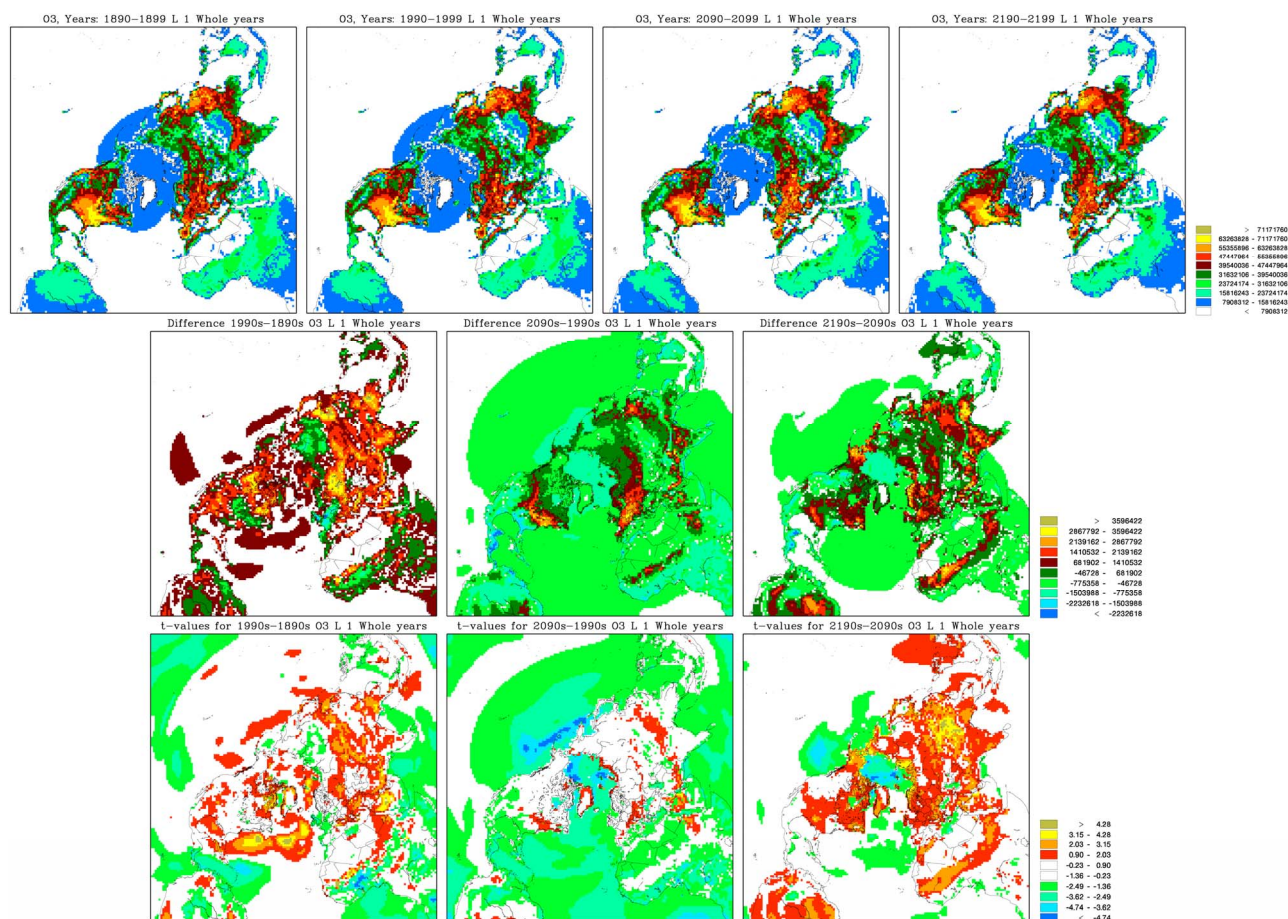 O3, Years: 1890-1899 L 1 Whole years
O3, Years: 1990-1999 L 1 Whole years
O3, Years: 2090-2099 L 1 Whole years
O3, Years: 2190-2199 L 1 Whole years
> 71171760
63263828 - 71171760
55355896 - 63263828
47447964 - 55355896
39540036 - 47447964
31632106 - 39540036
23724174 - 31632106
15816243 - 23724174
7908312 - 15816243
< 7908312
Difference 1990s-1890s O3 L 1 Whole years
Difference 2090s-1990s O3 L 1 Whole years
Difference 2190s-2090s O3 L 1 Whole years
> 3596422
2867792 - 3596422
2139162 - 2867792
1410532 - 2139162
681902 - 1410532
-46728 - 681902
-775358 - -46728
-1503988 - -775358
-2232618 - -1503988
< -2232618
t-values for 1990s-1890s O3 L 1 Whole years
t-values for 2090s-1990s O3 L 1 Whole years
t-values for 2190s-2090s O3 L 1 Whole years
> 4.28
3.15 - 4.28
2.03 - 3.15
0.90 - 2.03
-0.23 - 0.90
-1.36 - -0.23
-2.49 - -1.36
-3.62 - -2.49
-4.74 - -3.62
< -4.74